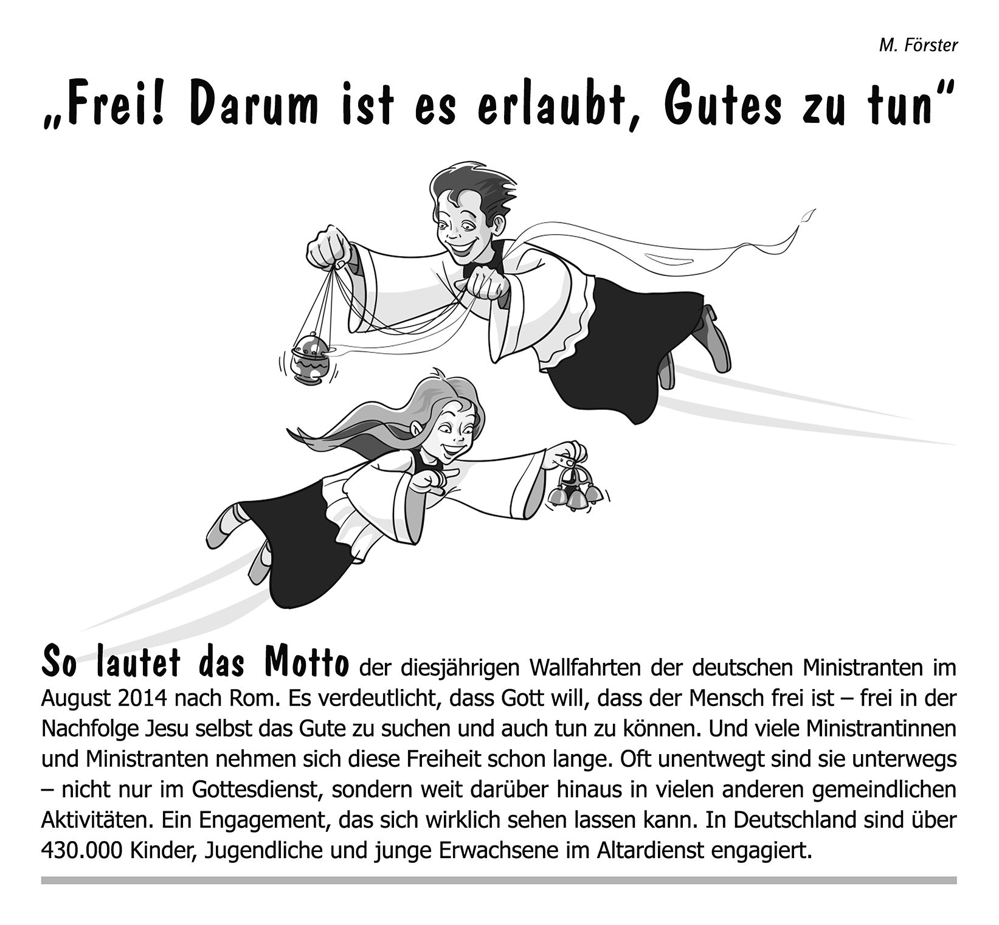 M. Förster
„Frei! Darum ist es erlaubt, Gutes zu tun“
So lautet das Motto der diesjährigen Wallfahrten der deutschen Ministranten im
August 2014 nach Rom. Es verdeutlicht, dass Gott will, dass der Mensch frei ist – frei in der
Nachfolge Jesu selbst das Gute zu suchen und auch tun zu können. Und viele Ministrantinnen
und Ministranten nehmen sich diese Freiheit schon lange. Oft unentwegt sind sie unterwegs
– nicht nur im Gottesdienst, sondern weit darüber hinaus in vielen anderen gemeindlichen
Aktivitäten. Ein Engagement, das sich wirklich sehen lassen kann. In Deutschland sind über
430.000 Kinder, Jugendliche und junge Erwachsene im Altardienst engagiert.